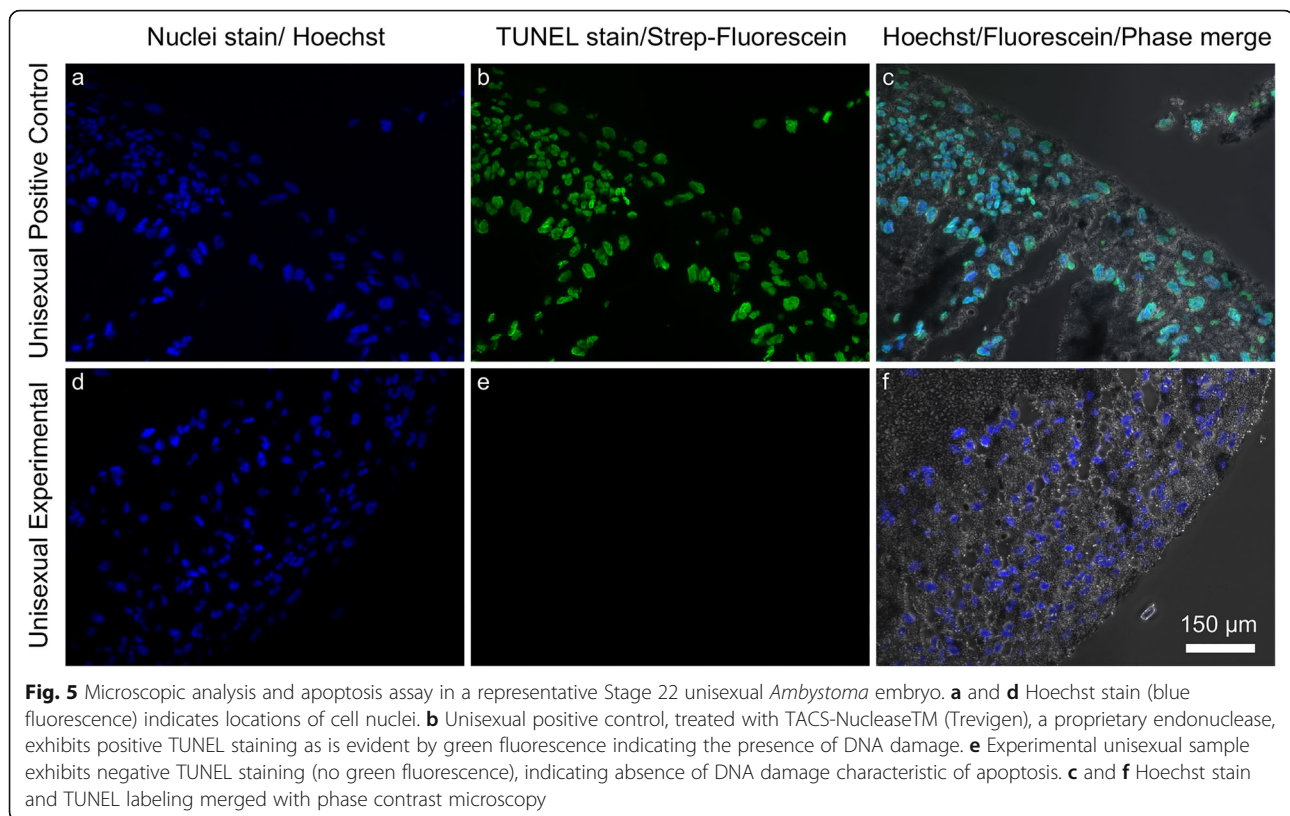 Nuclei stain/ Hoechst TUNEL stain/Strep-Fluorescein Hoechst/Fluorescein/Phase merge
Unisexual Positive Control
a b c
Unisexual Experimental
d e f
150 µm
Fig. 5 Microscopic analysis and apoptosis assay in a representative Stage 22 unisexual Ambystoma embryo. a and d Hoechst stain (blue
fluorescence) indicates locations of cell nuclei. b Unisexual positive control, treated with TACS-NucleaseTM (Trevigen), a proprietary endonuclease,
exhibits positive TUNEL staining as is evident by green fluorescence indicating the presence of DNA damage. e Experimental unisexual sample
exhibits negative TUNEL staining (no green fluorescence), indicating absence of DNA damage characteristic of apoptosis. c and f Hoechst stain
and TUNEL labeling merged with phase contrast microscopy